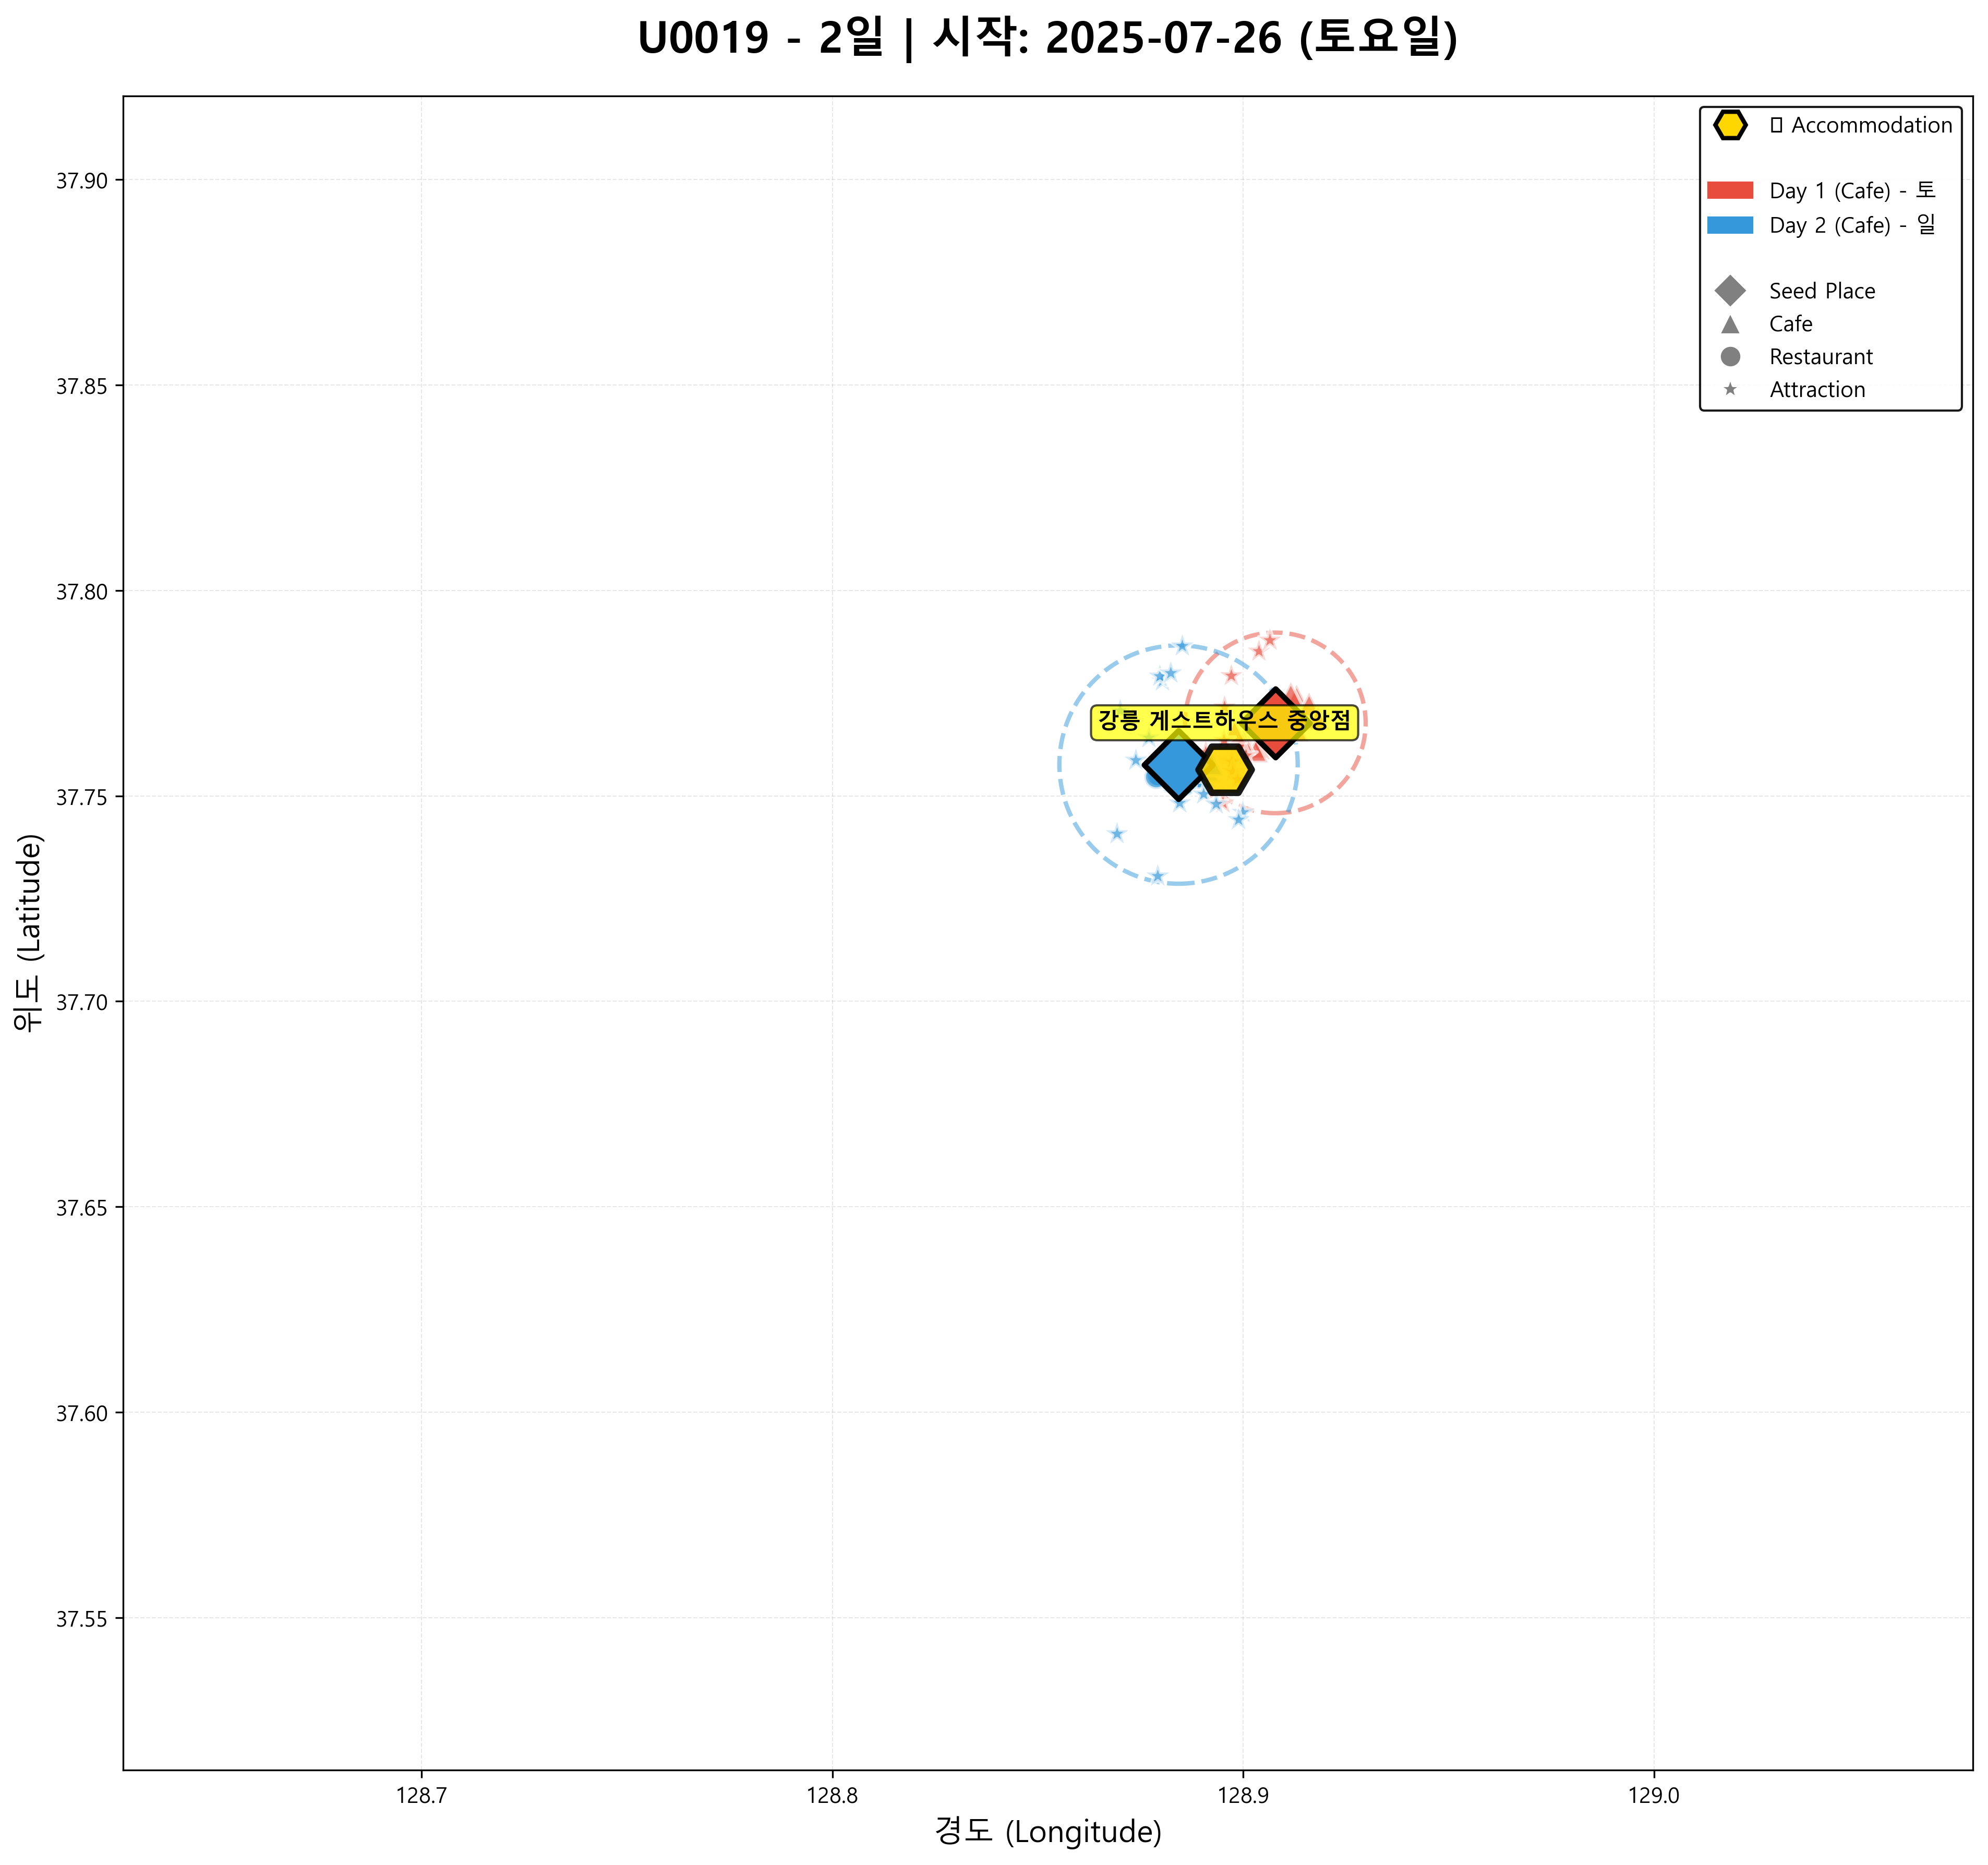 U0019 - 2일 | 시작: 2025-07-26 (토요일)
Accommodation
Day 1 (Cafe) - 토
Day 2 (Cafe) - 일
Seed Place
Cafe
Restaurant
Attraction
37.90
37.85
37.80
37.75
37.70
37.65
37.60
37.55
강릉 게스트하우스 중앙점
위도 (Latitude)
128.7
128.8
128.9
129.0
경도 (Longitude)